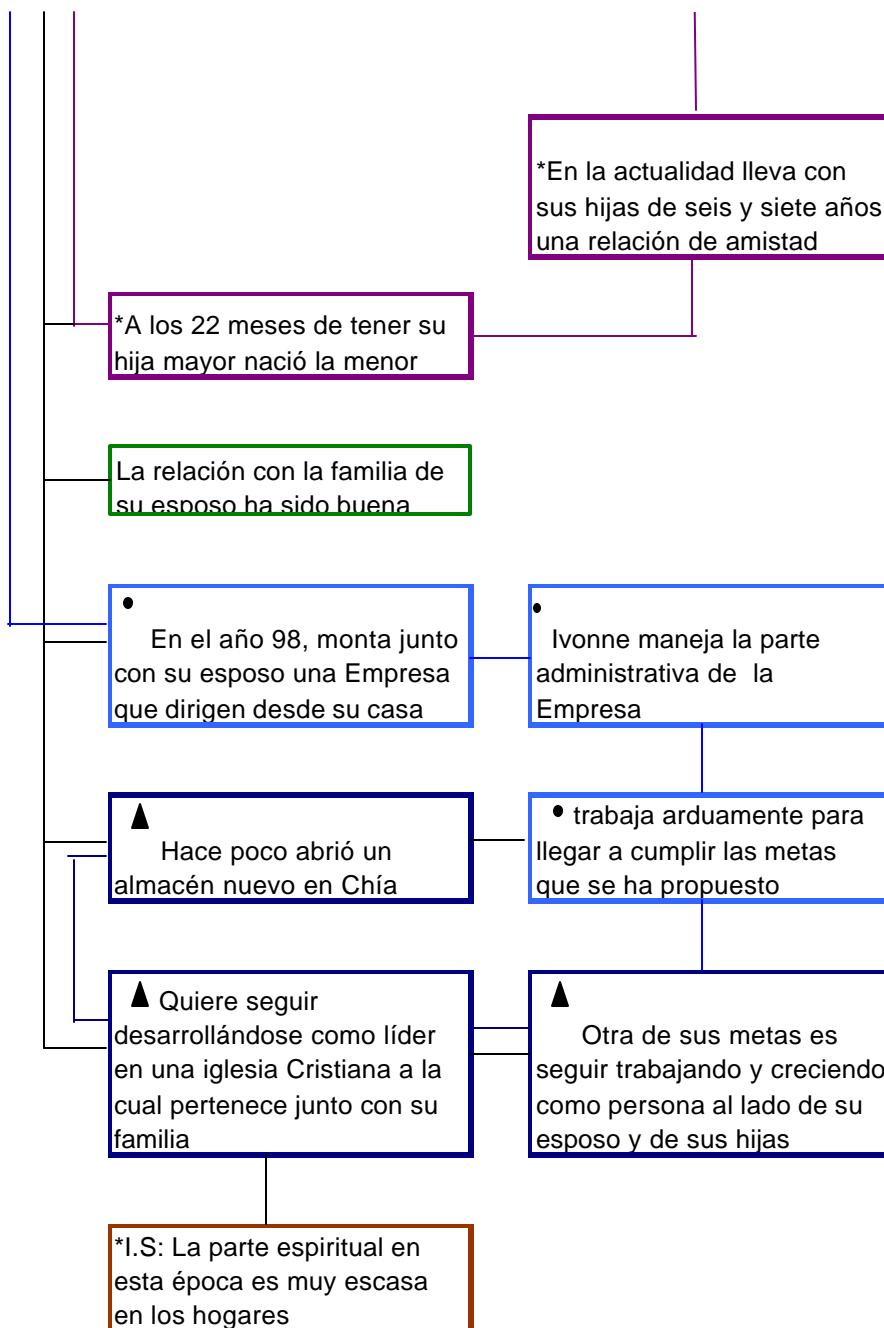 *En la actualidad lleva con
sus hijas de seis y siete años
una relación de amistad
*A los 22 meses de tener su
hija mayor nació la menor
La relación con la familia de
su esposo ha sido buena
En el año 98, monta junto
con su esposo una Empresa
que dirigen desde su casa
Ivonne maneja la parte
administrativa de la
Empresa
Hace poco abrió un
almacén nuevo en Chía
• trabaja arduamente para
llegar a cumplir las metas
que se ha propuesto
Quiere seguir
desarrollándose como líder
en una iglesia Cristiana a la
cual pertenece junto con su
familia
Otra de sus metas es
seguir trabajando y creciendo
como persona al lado de su
esposo y de sus hijas
*I.S: La parte espiritual en
esta época es muy escasa
en los hogares